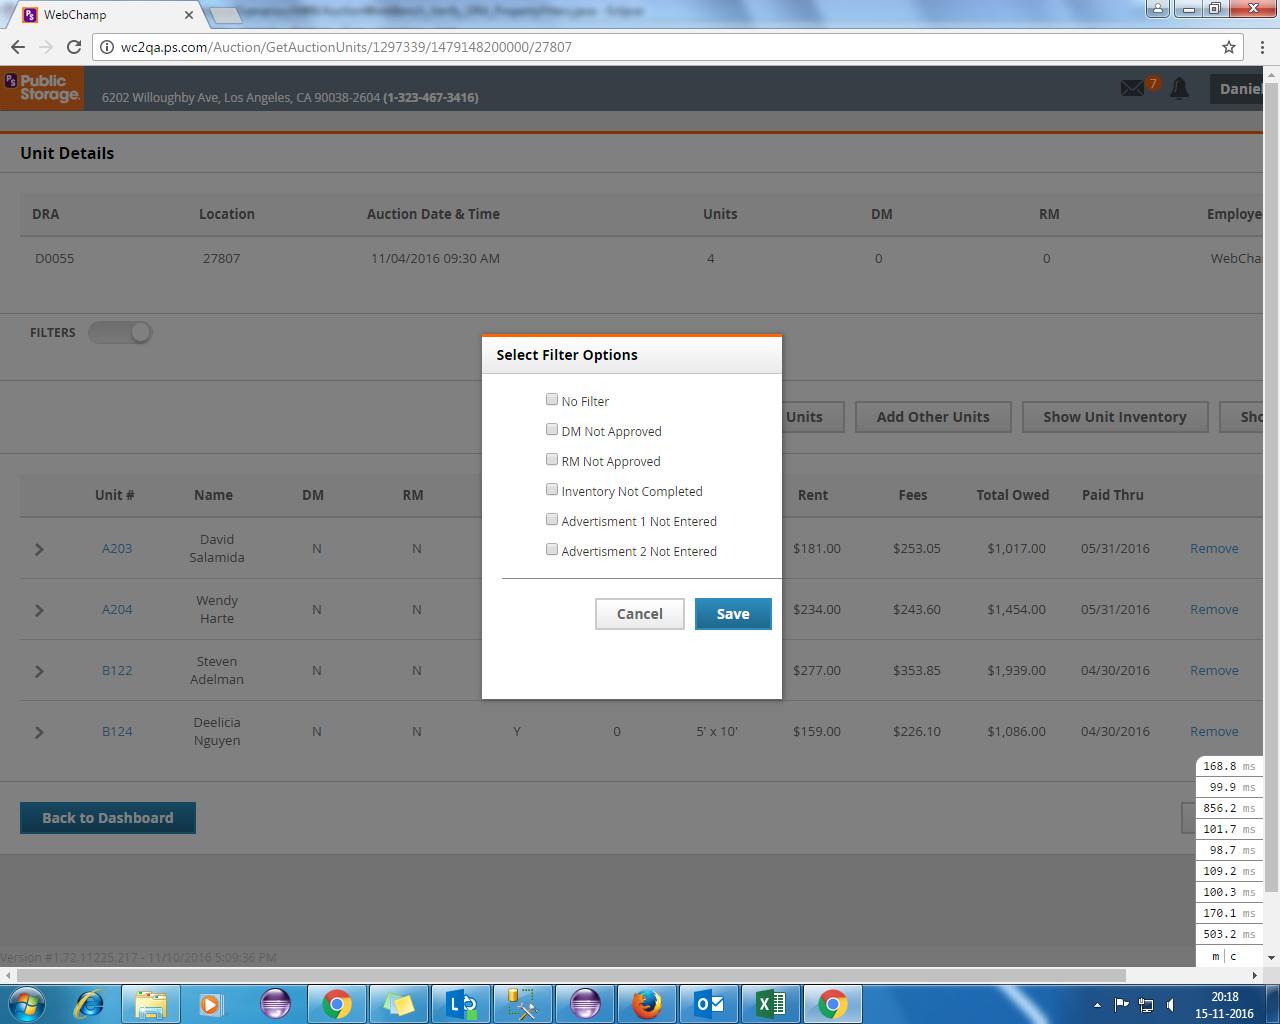 WebChamp
wc2qa.ps.com/Auction/GetAuctionUnits/1297339/1479148200000/27807
Public
Storage
6202 Willoughby Ave, Los Angeles, CA 90038-2604 (1-323-467-3416)
7
Daniel
Unit Details
DRA Location Auction Date & Time Units DM RM Employe
D0055 27807 11/04/2016 09:30 AM 4 0 0 WebCha
FILTERS
Select Filter Options
No Filter
DM Not Approved
RM Not Approved
Inventory Not Completed
Advertisment 1 Not Entered
Advertisment 2 Not Entered
Cancel Save
Units Add Other Units Show Unit Inventory Sho
Unit # Name DM RM Rent Fees Total Owed Paid Thru
A203 David Salamida N N $181.00 $253.05 $1,017.00 05/31/2016 Remove
A204 Wendy Harte N N $234.00 $243.60 $1,454.00 05/31/2016 Remove
B122 Steven Adelman N N $277.00 $353.85 $1,939.00 04/30/2016 Remove
B124 Deelicia Nguyen N N Y 0 5' x 10' $159.00 $226.10 $1,086.00 04/30/2016 Remove
Back to Dashboard
168.8 ms
99.9 ms
856.2 ms
101.7 ms
98.7 ms
109.2 ms
100.3 ms
170.1 ms
503.2 ms
m c
Version #1.72.11225.217 - 11/10/2016 5:09:36 PM
20:18
15-11-2016